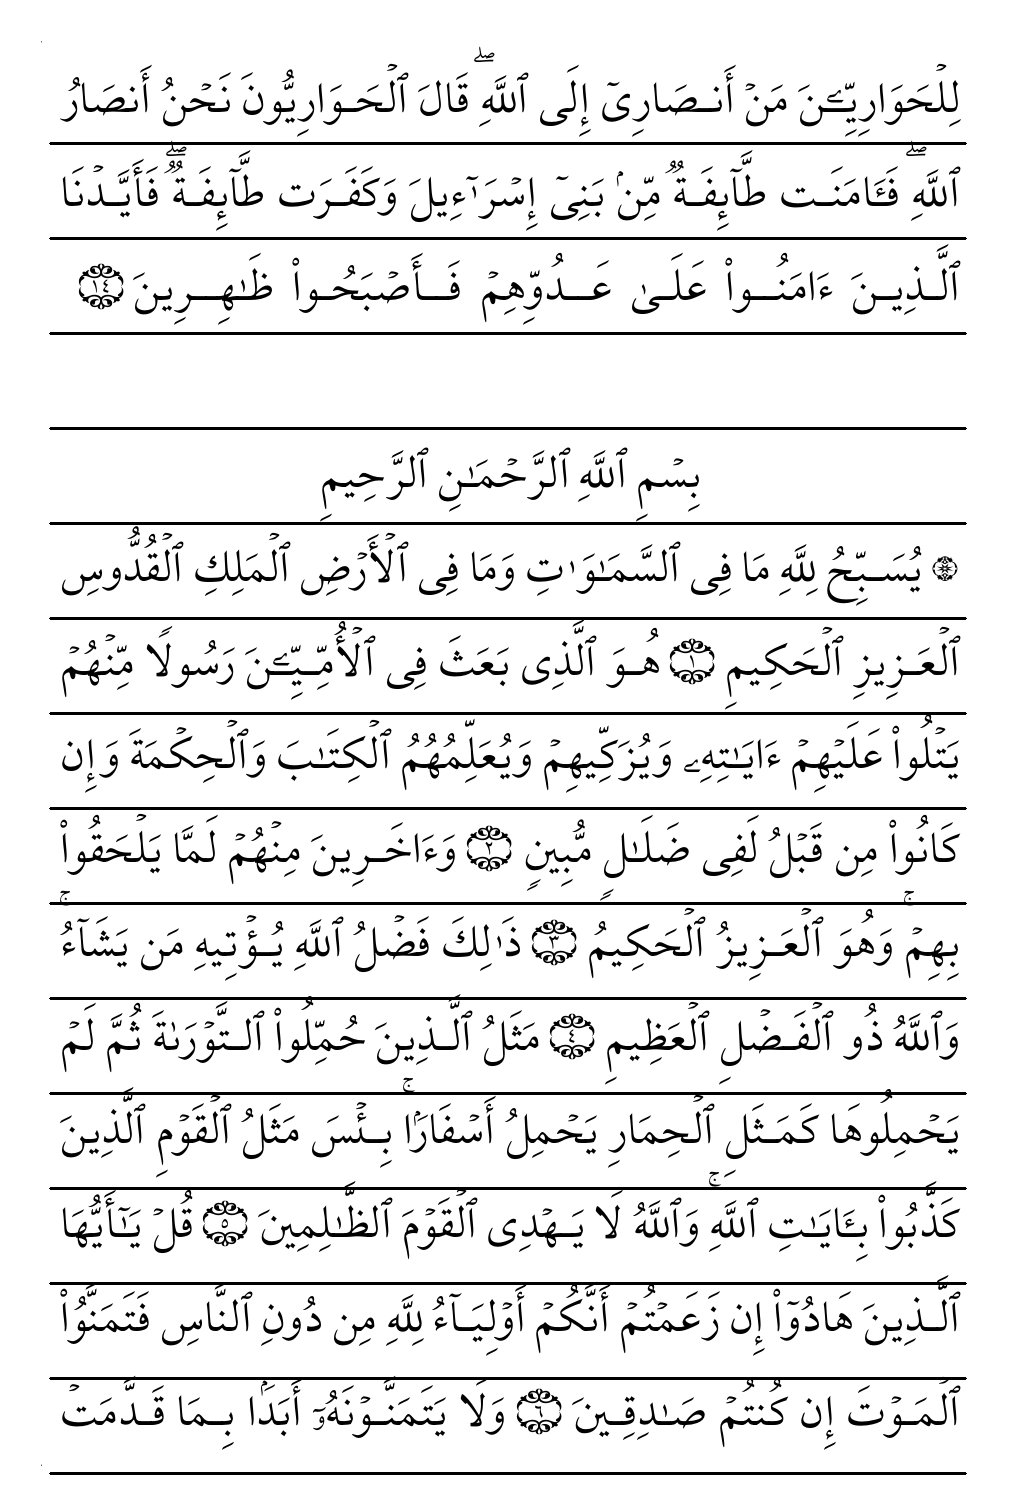 لِلْحَوَارِيِّـۧنَ مَنْ أَنصَارِىٓ إِلَى ٱللَّهِۖ قَالَ ٱلْحَوَارِيُّونَ نَحْنُ أَنصَارُ
ٱللَّهِۖ فَـَٔامَنَت طَّآئِفَةٌ مِّنۢ بَنِىٓ إِسْرَٰٓءِيلَ وَكَفَرَت طَّآئِفَةٌۖ فَأَيَّدْنَا
ٱلَّذِينَ ءَامَنُوا۟ عَلَىٰ عَدُوِّهِمْ فَأَصْبَحُوا۟ ظَـٰهِرِينَ ١٤
بِسْمِ ٱللَّهِ ٱلرَّحْمَـٰنِ ٱلرَّحِيمِ
۞ يُسَبِّحُ لِلَّهِ مَا فِى ٱلسَّمَـٰوَٰتِ وَمَا فِى ٱلْأَرْضِ ٱلْمَلِكِ ٱلْقُدُّوسِ
ٱلْعَزِيزِ ٱلْحَكِيمِ ١ هُوَ ٱلَّذِى بَعَثَ فِى ٱلْأُمِّيِّـۧنَ رَسُولًا مِّنْهُمْ
يَتْلُوا۟ عَلَيْهِمْ ءَايَـٰتِهِۦ وَيُزَكِّيهِمْ وَيُعَلِّمُهُمُ ٱلْكِتَـٰبَ وَٱلْحِكْمَةَ وَإِن
كَانُوا۟ مِن قَبْلُ لَفِى ضَلَـٰلٍ مُّبِينٍ ٢ وَءَاخَرِينَ مِنْهُمْ لَمَّا يَلْحَقُوا۟
بِهِمْۚ وَهُوَ ٱلْعَزِيزُ ٱلْحَكِيمُ ٣ ذَٰلِكَ فَضْلُ ٱللَّهِ يُؤْتِيهِ مَن يَشَآءُۚ
وَٱللَّهُ ذُو ٱلْفَضْلِ ٱلْعَظِيمِ ٤ مَثَلُ ٱلَّذِينَ حُمِّلُوا۟ ٱلتَّوْرَىٰةَ ثُمَّ لَمْ
يَحْمِلُوهَا كَمَثَلِ ٱلْحِمَارِ يَحْمِلُ أَسْفَارًۢاۚ بِئْسَ مَثَلُ ٱلْقَوْمِ ٱلَّذِينَ
كَذَّبُوا۟ بِـَٔايَـٰتِ ٱللَّهِۚ وَٱللَّهُ لَا يَهْدِى ٱلْقَوْمَ ٱلظَّـٰلِمِينَ ٥ قُلْ يَـٰٓأَيُّهَا
ٱلَّذِينَ هَادُوٓا۟ إِن زَعَمْتُمْ أَنَّكُمْ أَوْلِيَآءُ لِلَّهِ مِن دُونِ ٱلنَّاسِ فَتَمَنَّوُا۟
ٱلْمَوْتَ إِن كُنتُمْ صَـٰدِقِينَ ٦ وَلَا يَتَمَنَّوْنَهُۥٓ أَبَدًۢا بِمَا قَدَّمَتْ